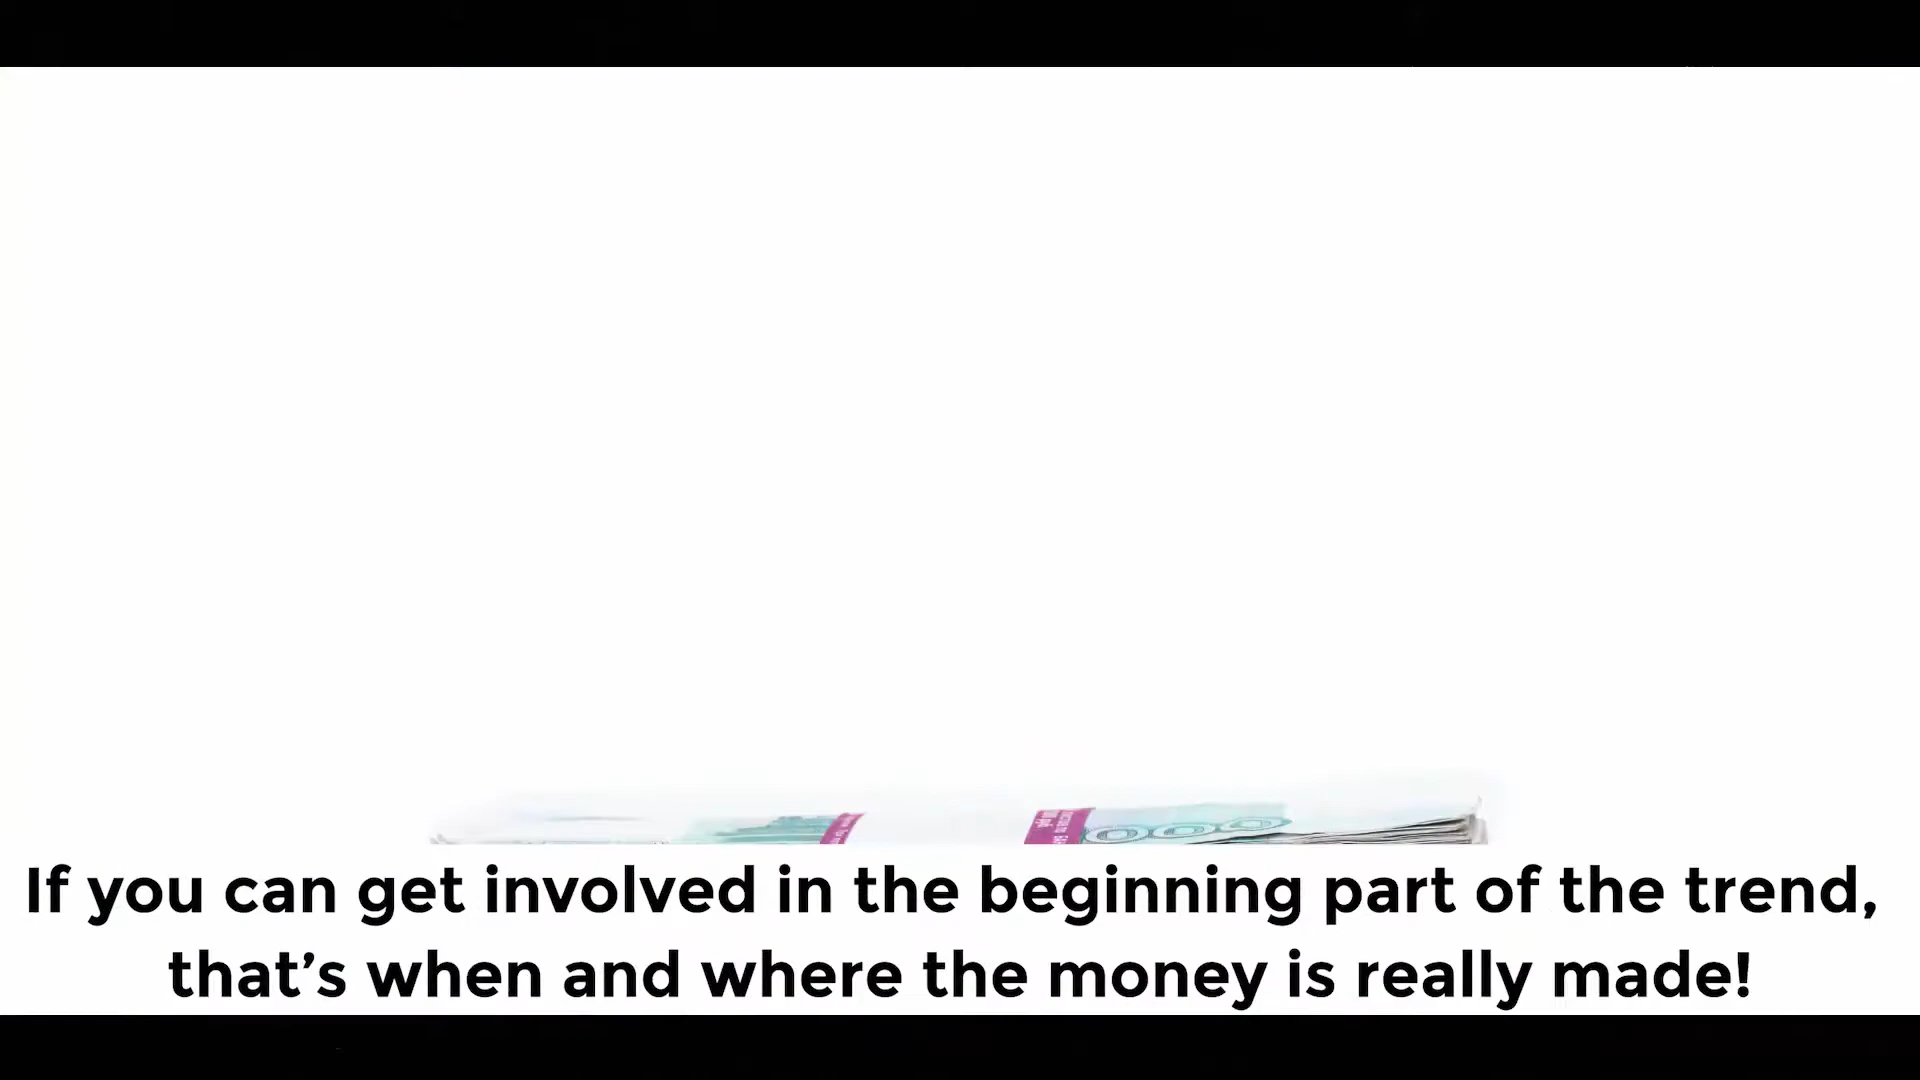 000
If you can get involved in the beginning part of the trend,
that’s when and where the money is really made!